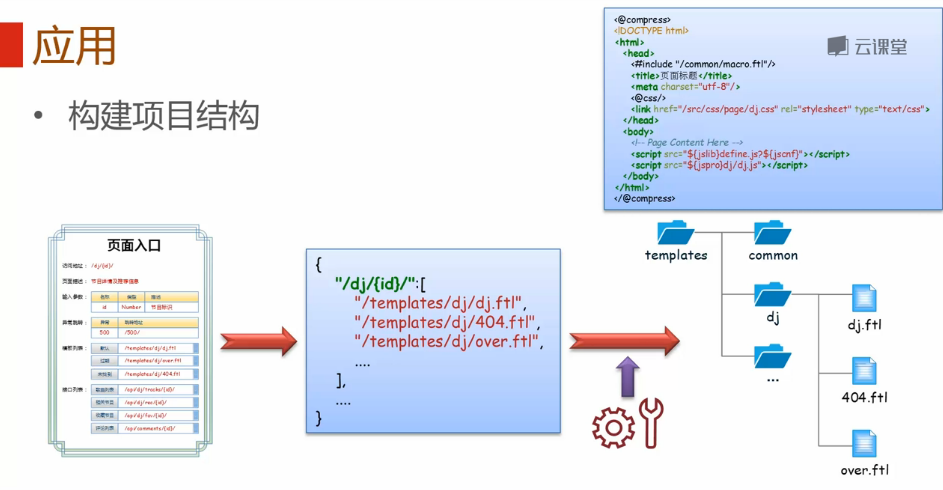 应用
• 构建项目结构
云课堂
<@compress>
<!DOCTYPE html>
<html>
<head>
<#include "/common/macro.ftl"/>
<title>页面标题</title>
<meta charset="utf-8"/>
<@css/>
<link href="/src/css/page/dj.css" rel="stylesheet" type="text/css">
</head>
<body>
<!-- Page Content Here -->
<script src="${jslib}define.js?${jscnf}"></script>
<script src="${jspro}dj/dj.js"></script>
</body>
</html>
</@compress>
页面入口
访问地址: /dj/{id}/
页面描述: 节目详情及推荐信息
输入参数: 名称 类型 描述
id Number 节目标识
异常跳转: 异常 跳转地址
500 /500/
模板列表: 默认 /templates/dj/dj.ftl
过期 /templates/dj/over.ftl
未找到 /templates/dj/404.ftl
接口列表: /api/dj/tracks/{id}/
相关节目 /api/dj/rec/{id}/
收藏节目 /api/dj/fav/{id}/
评论列表 /api/comments/{id}/
{
"/dj/{id}/":[
"/templates/dj/dj.ftl",
"/templates/dj/404.ftl",
"/templates/dj/over.ftl",
....
],
....
}
templates
common
dj
...
dj.ftl
404.ftl
over.ftl